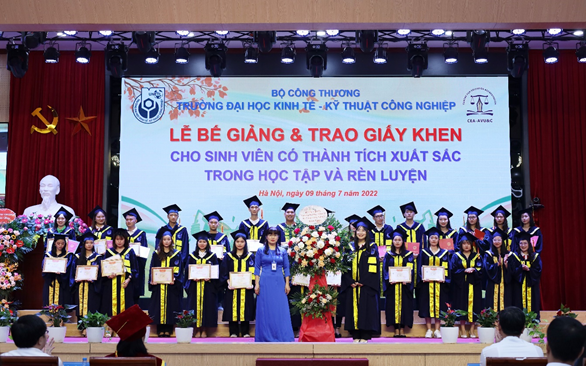 BỘ CÔNG THƯƠNG
TRƯỜNG ĐẠI HỌC KINH TẾ - KỸ THUẬT CÔNG NGHIỆP
CEA-AVU&C
LỄ BẾ GIẢNG & TRAO GIẤY KHEN
CHO SINH VIÊN CÓ THÀNH TÍCH XUẤT SẮC
TRONG HỌC TẬP VÀ RÈN LUYỆN
Hà Nội, ngày 09 tháng 7 năm 2022